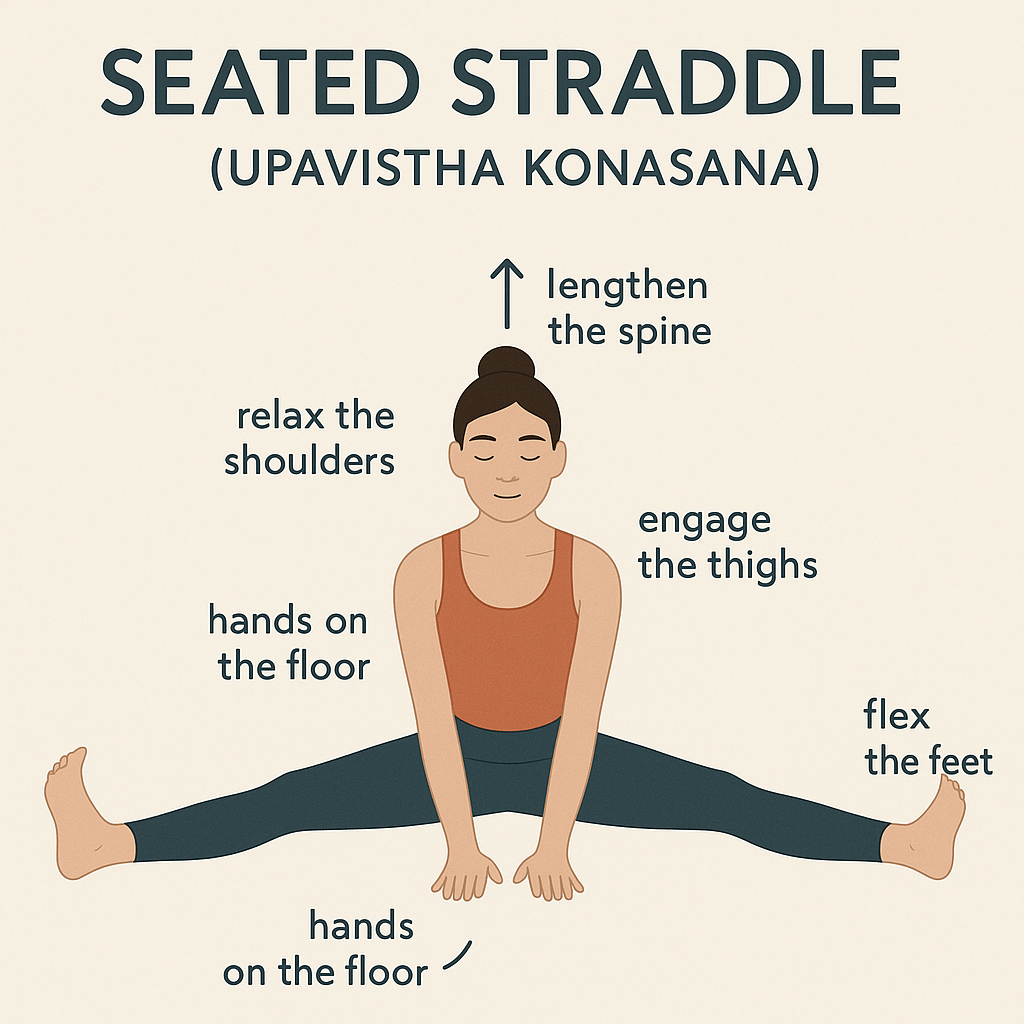 SEATED STRADDLE
(UPAVISTHA KONASANA)
lengthen
the spine
relax the
shoulders
engage
the thighs
hands on
the floor
flex
the feet
hands
on the floor